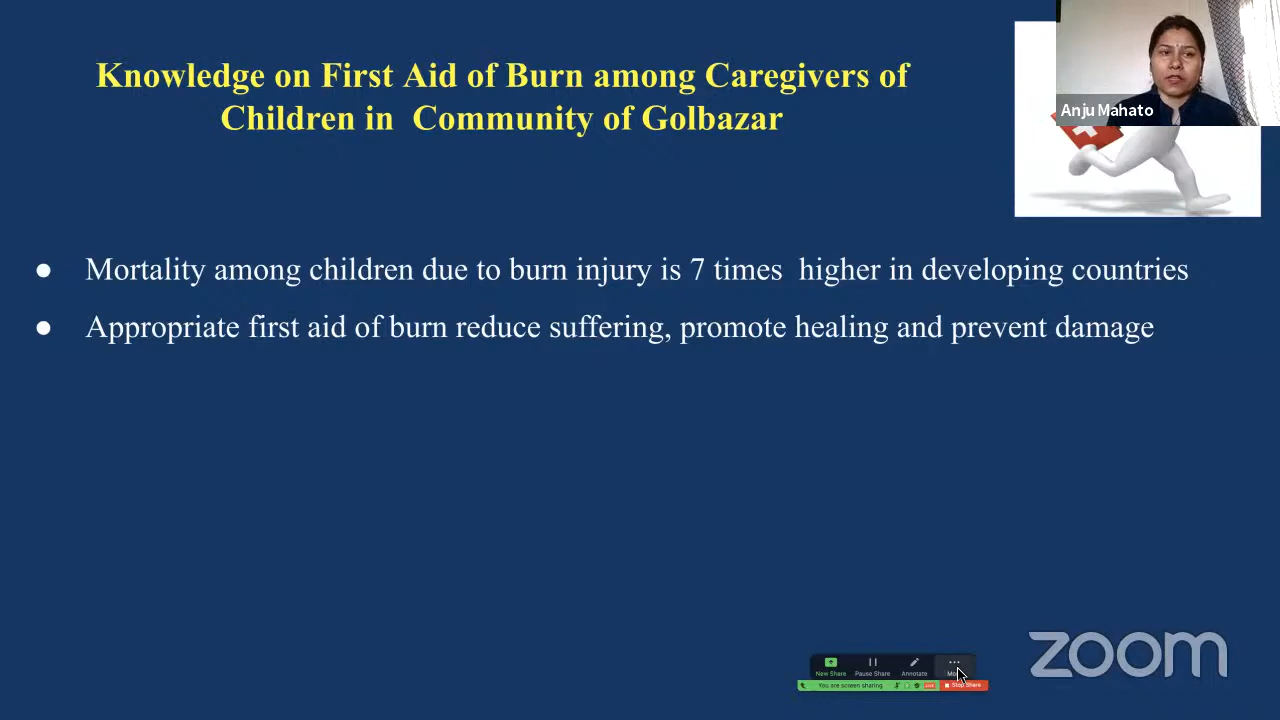 Knowledge on First Aid of Burn among Caregivers of
Children in Community of Golbazar
Anju Mahato
● Mortality among children due to burn injury is 7 times higher in developing countries
● Appropriate first aid of burn reduce suffering, promote healing and prevent damage
zoom
New Share Pause Share Annotate
You are screen sharing Stop Share